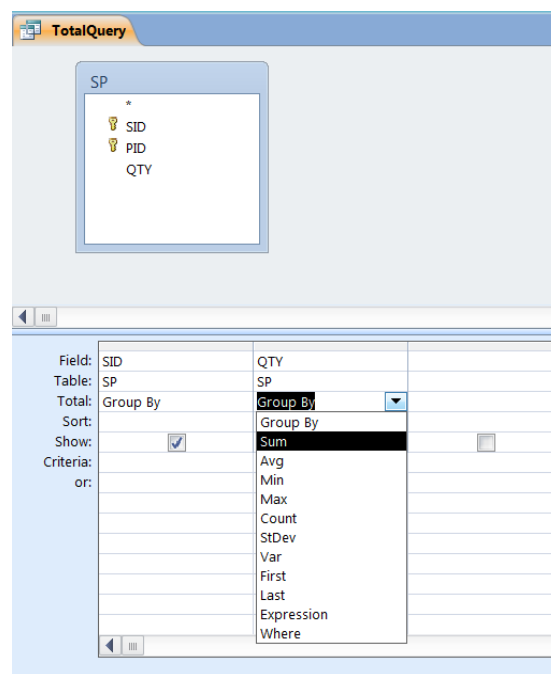 TotalQuery
SP
*
SID
PID
QTY
Field: SID QTY
Table: SP SP
Total: Group By Group By
Sort: Group By
Show: Sum
Criteria: Avg
or: Min
Max
Count
StDev
Var
First
Last
Expression
Where